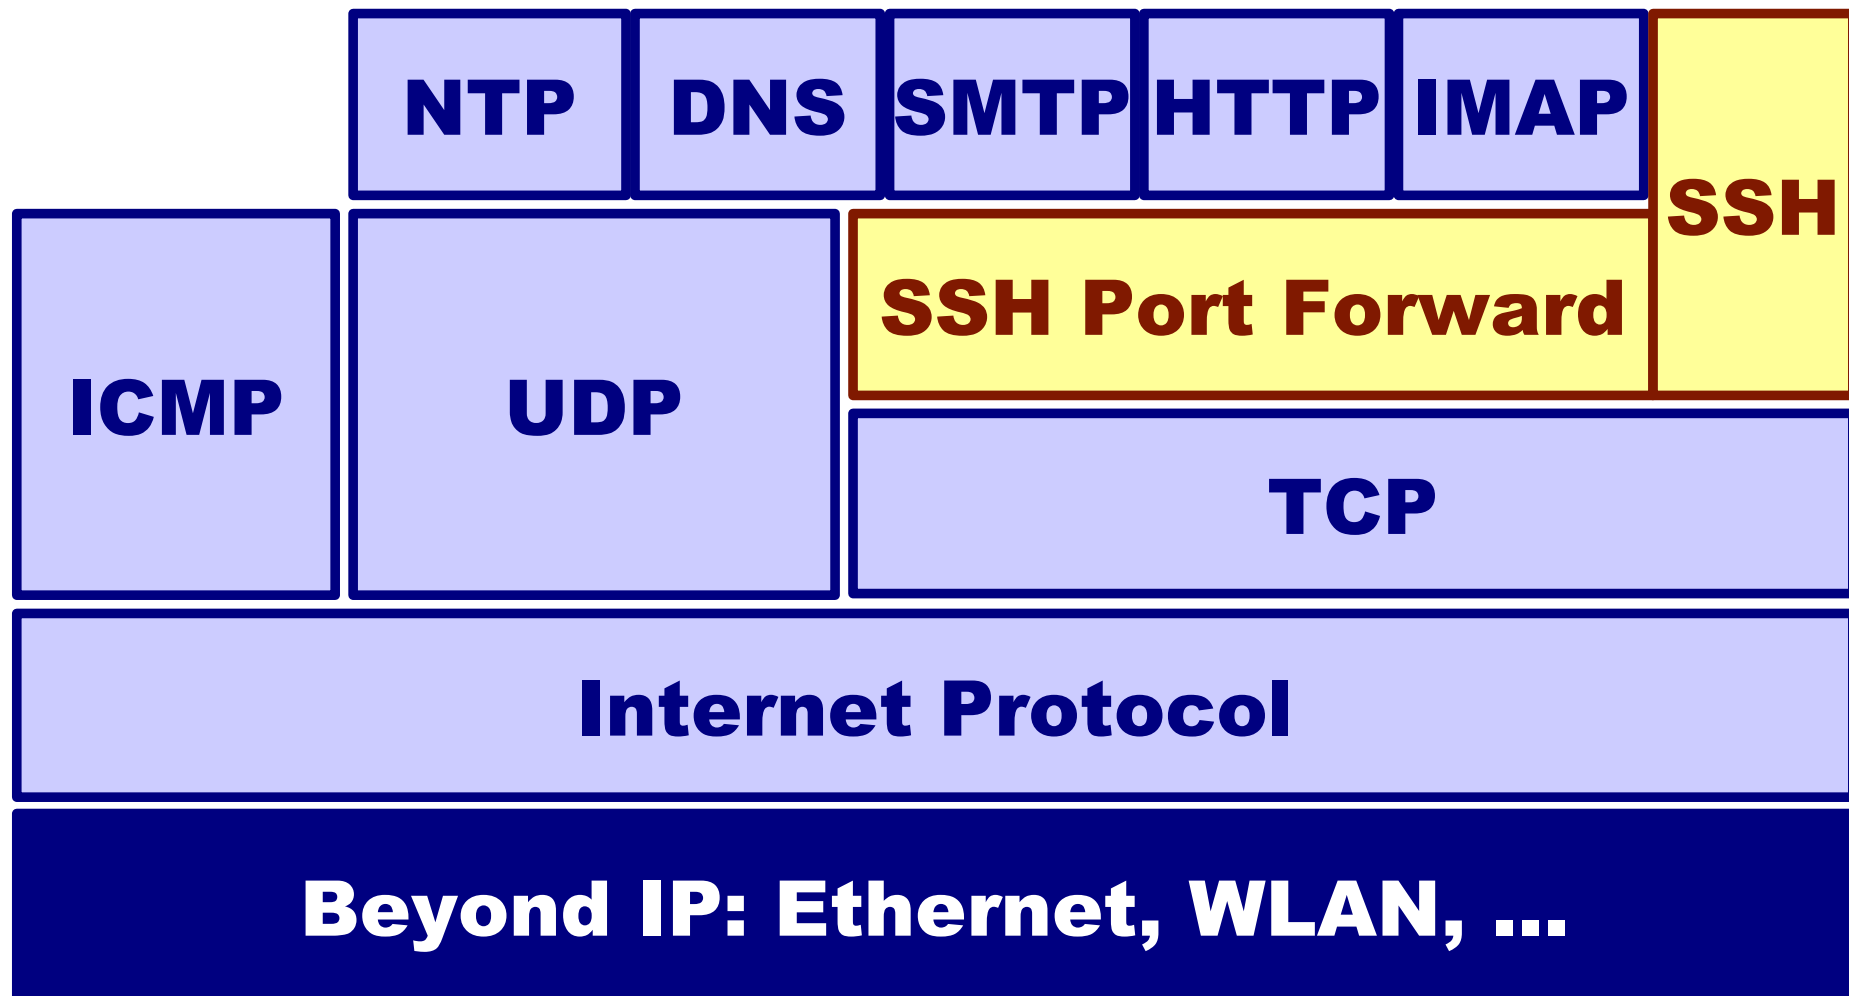 NTP
DNS
SMTP
HTTP
IMAP
SSH
SSH Port Forward
ICMP
UDP
TCP
Internet Protocol
Beyond IP: Ethernet, WLAN, ...